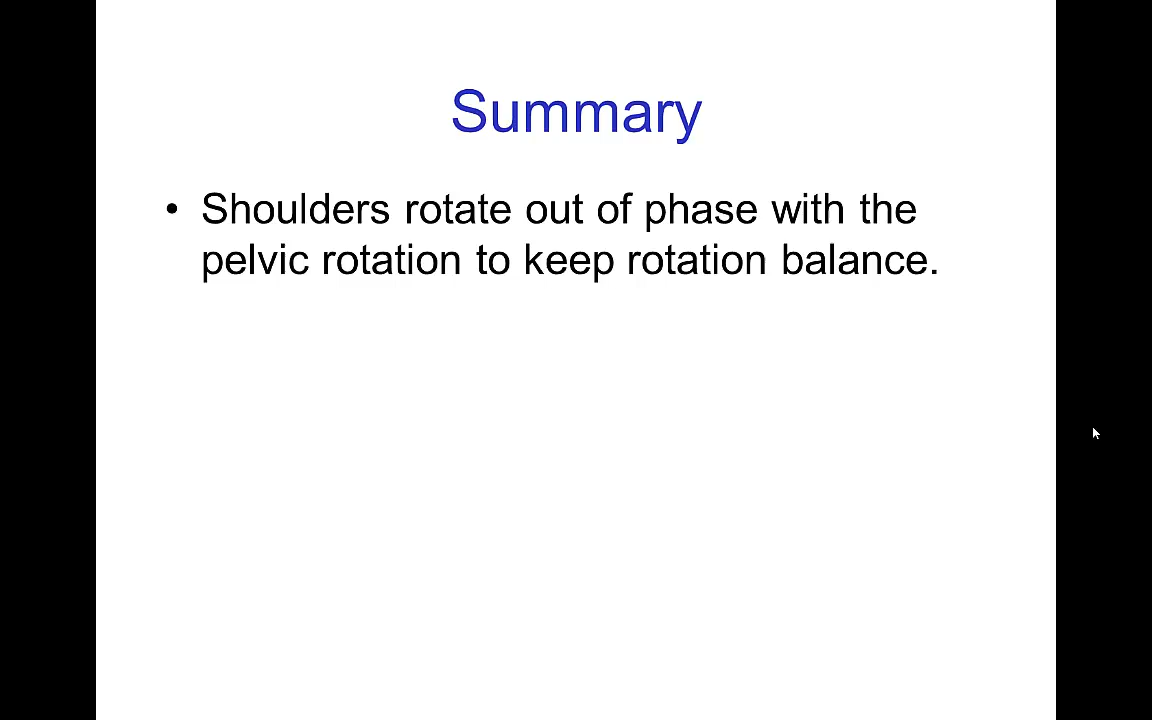 Summary
• Shoulders rotate out of phase with the
pelvic rotation to keep rotation balance.